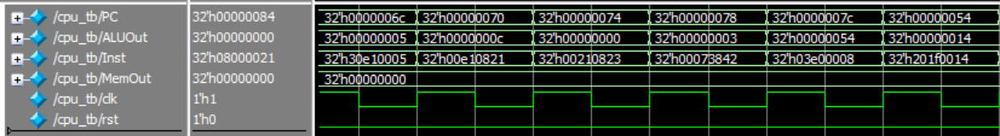 /cpu_tb/PC 32'h00000084 32'h0000006c 32'h00000070 32'h00000074 32'h00000078 32'h0000007c 32'h00000054
/cpu_tb/ALUOut 32'h00000000 32'h00000005 32'h0000000c 32'h00000000 32'h00000003 32'h00000054 32'h00000014
/cpu_tb/Inst 32'h08000021 32'h30e10005 32'h00e10821 32'h00210823 32'h00073842 32'h03e00008 32'h201f0014
/cpu_tb/MemOut 32'h00000000 32'h00000000
/cpu_tb/clk 1'h1
/cpu_tb/rst 1'h0